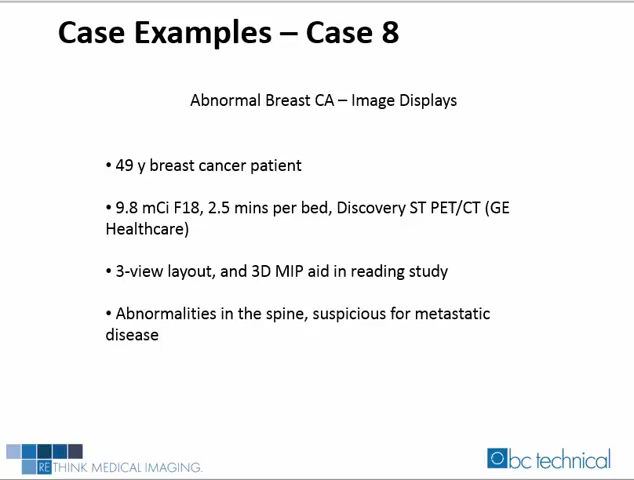 Case Examples – Case 8
Abnormal Breast CA – Image Displays
• 49 y breast cancer patient
• 9.8 mCi F18, 2.5 mins per bed, Discovery ST PET/CT (GE
Healthcare)
• 3-view layout, and 3D MIP aid in reading study
• Abnormalities in the spine, suspicious for metastatic
disease
RETHINK MEDICAL IMAGING.
bc technical